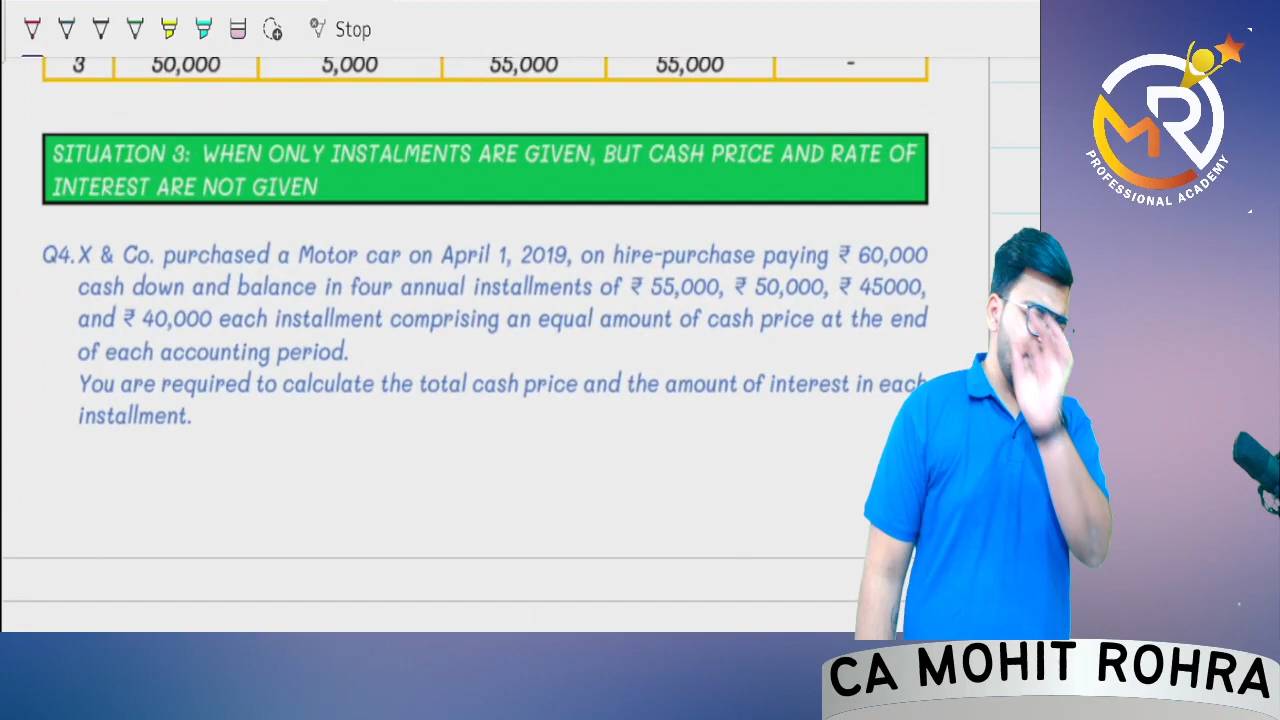 Stop
3 50,000 5,000 55,000 55,000 -
SITUATION 3: WHEN ONLY INSTALMENTS ARE GIVEN, BUT CASH PRICE AND RATE OF
INTEREST ARE NOT GIVEN
Q4. X & Co. purchased a Motor car on April 1, 2019, on hire-purchase paying ₹ 60,000
cash down and balance in four annual installments of ₹ 55,000, ₹ 50,000, ₹ 45000,
and ₹ 40,000 each installment comprising an equal amount of cash price at the end
of each accounting period.
You are required to calculate the total cash price and the amount of interest in each
installment.
MR
PROFESSIONAL ACADEMY
CA MOHIT ROHRA